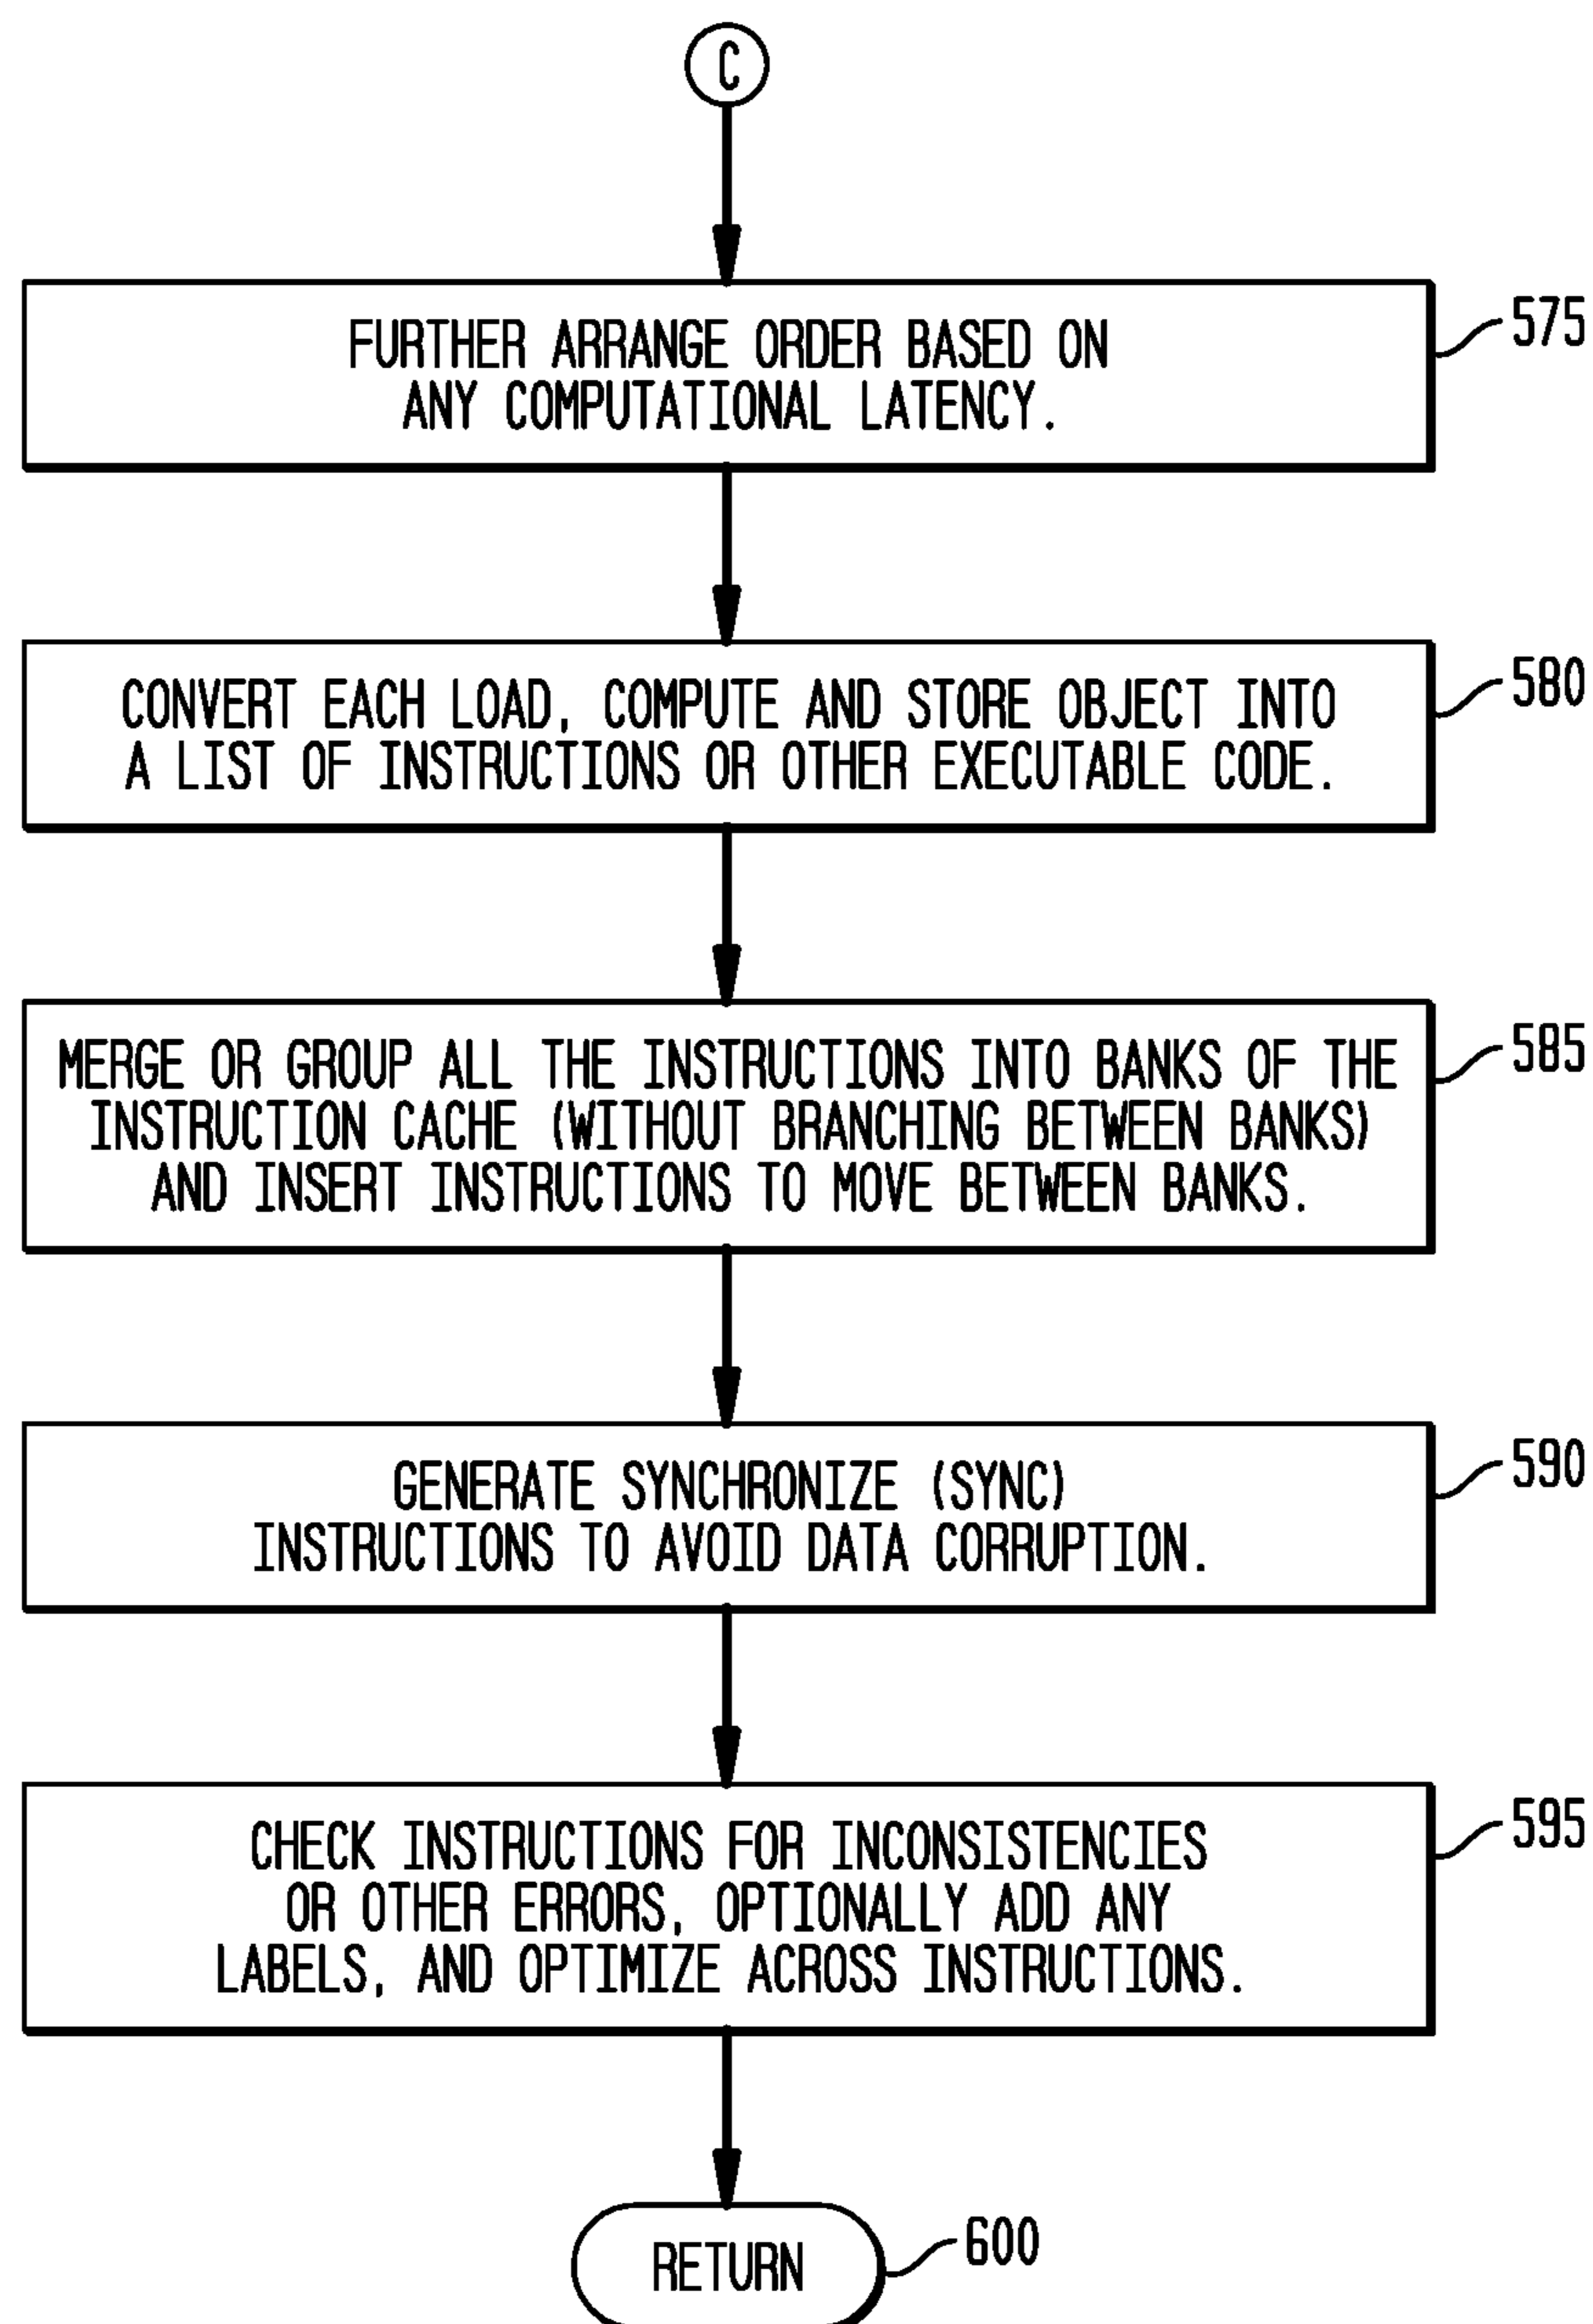 C
FURTHER ARRANGE ORDER BASED ON
ANY COMPUTATIONAL LATENCY.
575
CONVERT EACH LOAD, COMPUTE AND STORE OBJECT INTO
A LIST OF INSTRUCTIONS OR OTHER EXECUTABLE CODE.
580
MERGE OR GROUP ALL THE INSTRUCTIONS INTO BANKS OF THE
INSTRUCTION CACHE (WITHOUT BRANCHING BETWEEN BANKS)
AND INSERT INSTRUCTIONS TO MOVE BETWEEN BANKS.
585
GENERATE SYNCHRONIZE (SYNC)
INSTRUCTIONS TO AVOID DATA CORRUPTION.
590
CHECK INSTRUCTIONS FOR INCONSISTENCIES
OR OTHER ERRORS, OPTIONALLY ADD ANY
LABELS, AND OPTIMIZE ACROSS INSTRUCTIONS.
595
RETURN
600